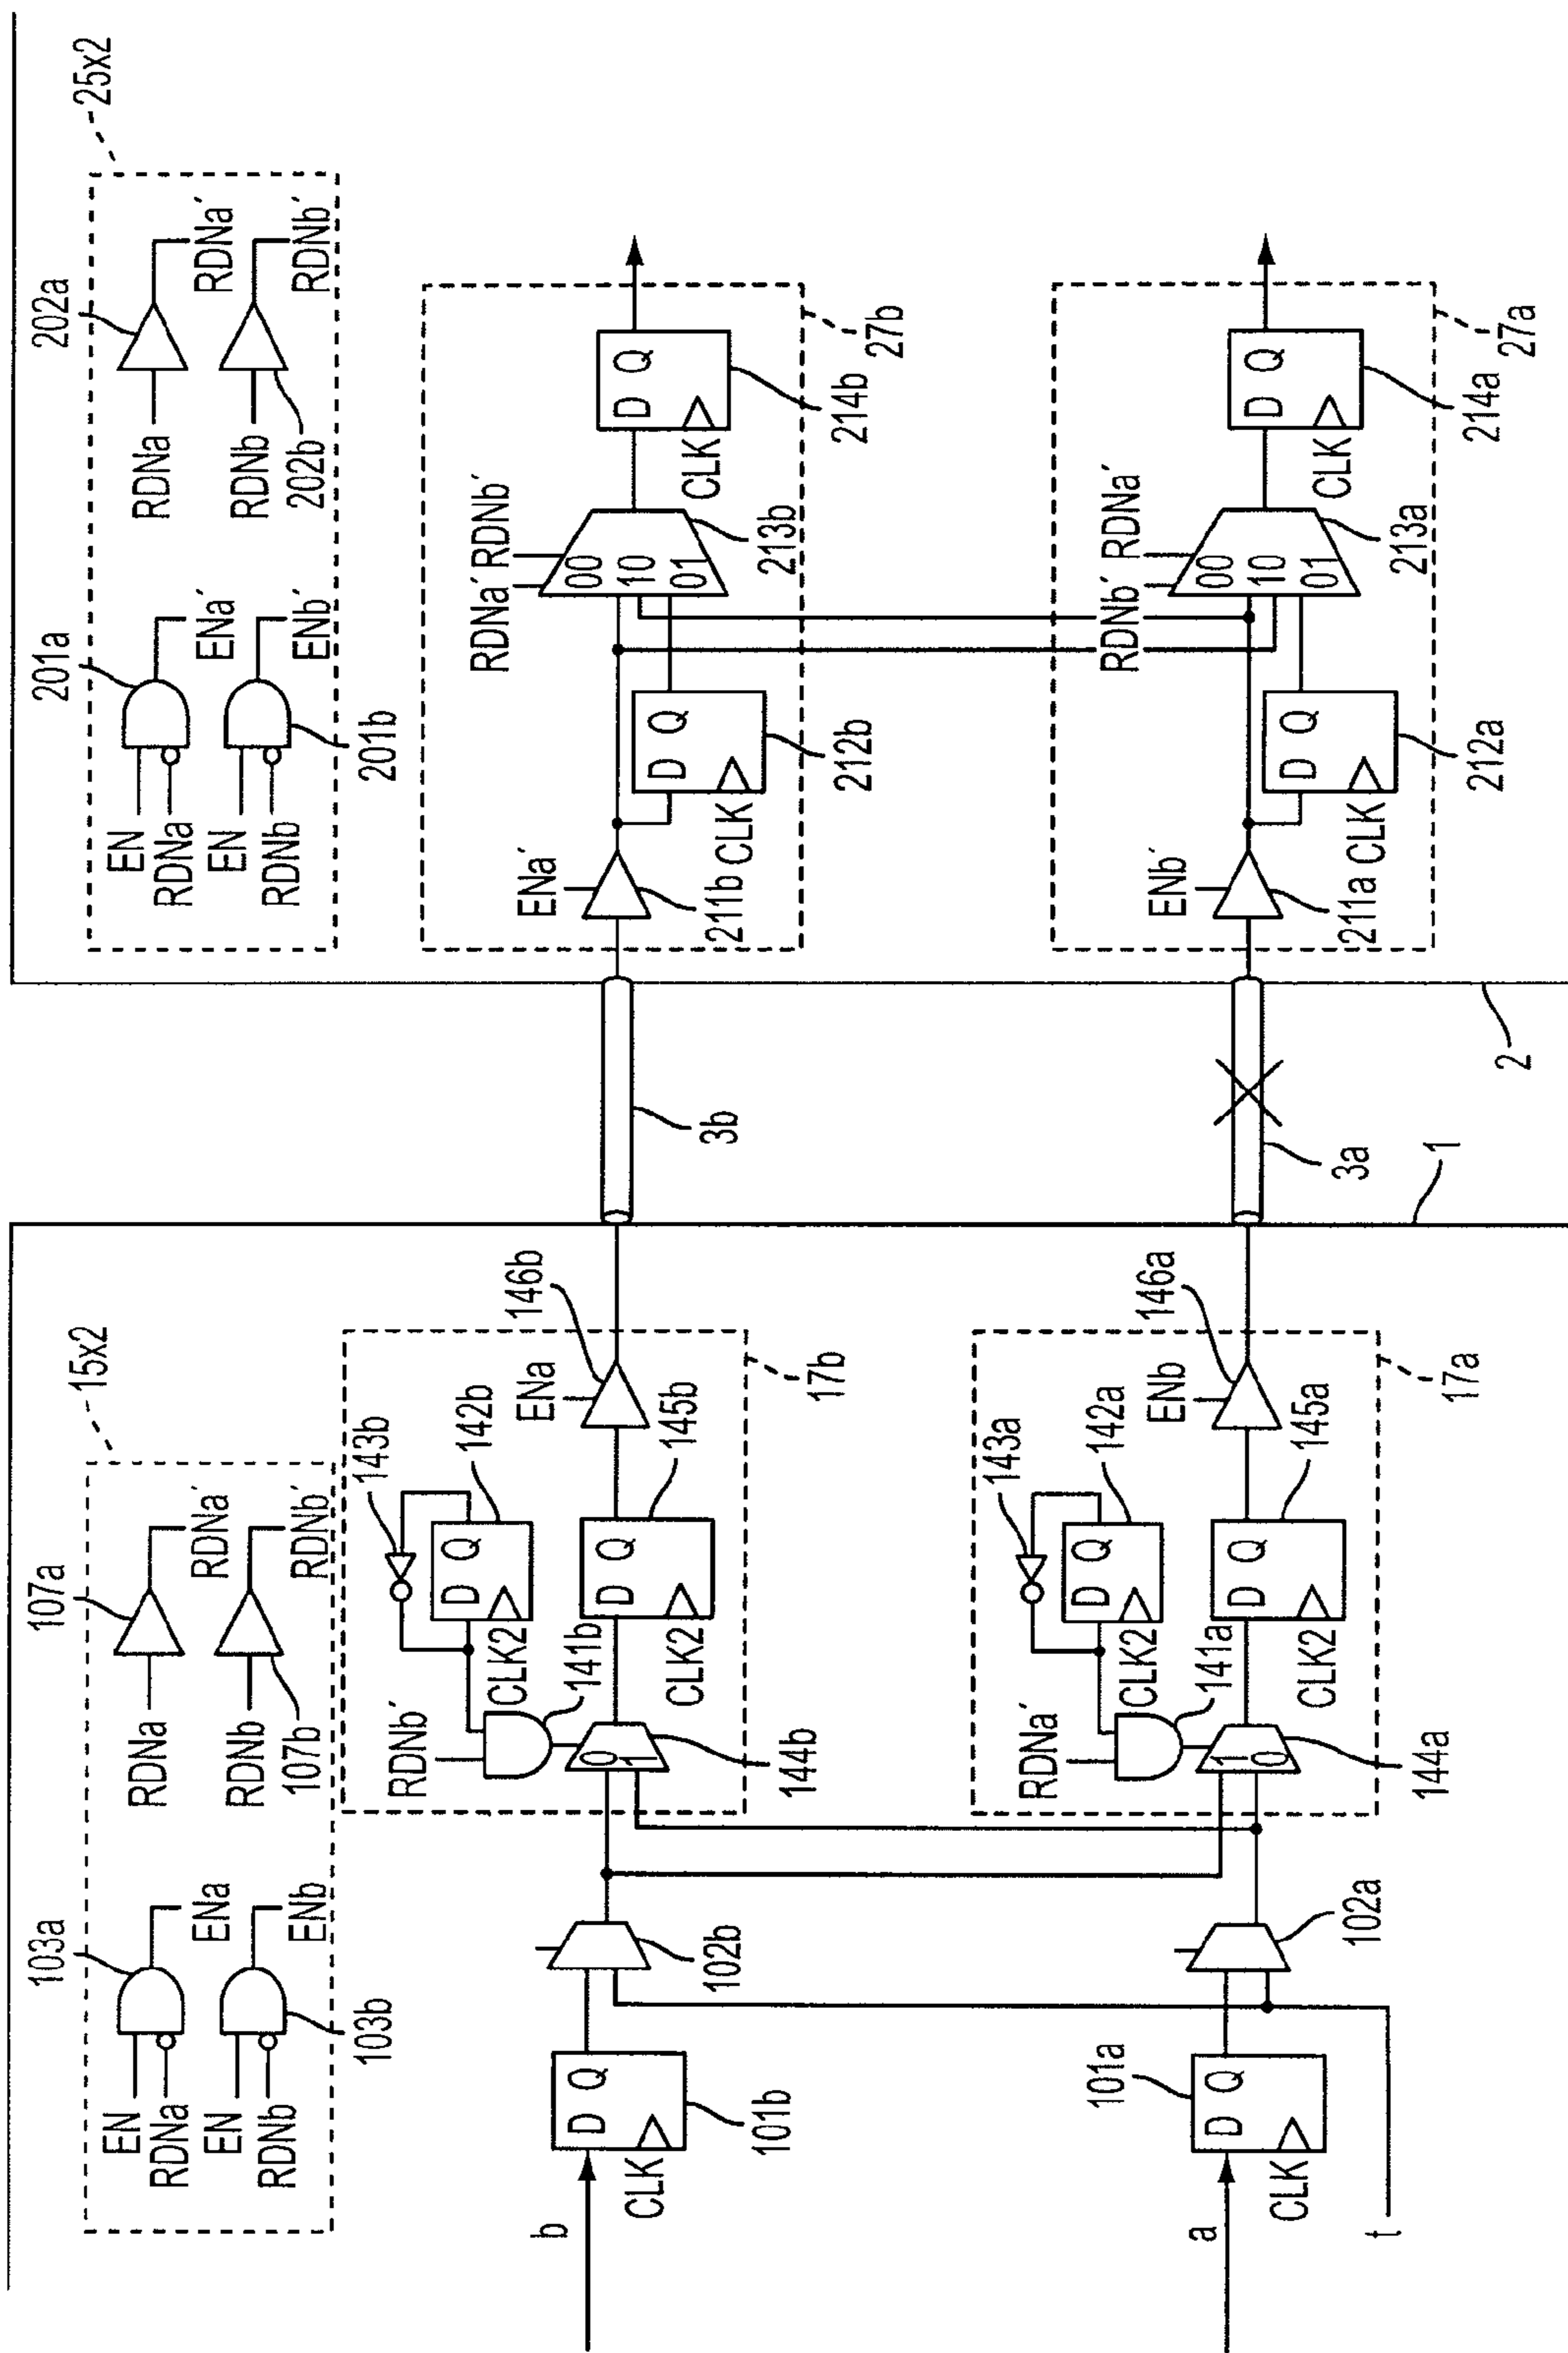 15x2
103a
EN
RDNa
ENa
EN
RDNb
ENb
103b
107a
RDNa
RDNa´
RDNb
RDNb´
107b
b
D Q
CLK
101b
102b
RDNb´
141b
0
1
144b
143b
D Q
CLK2
142b
D Q
CLK2
145b
ENa
146b
17b
a
D Q
CLK
101a
t
102a
RDNa´
141a
1
0
144a
143a
D Q
CLK2
142a
D Q
CLK2
145a
ENb
146a
17a
1
3b
3a
2
25x2
201a
EN
RDNa
ENa´
EN
RDNb
ENb´
201b
202a
RDNa
RDNa´
RDNb
RDNb´
202b
ENa´
211b
D Q
CLK
212b
RDNa´
RDNb´
00
10
01
213b
D Q
CLK
214b
27b
ENb´
211a
D Q
CLK
212a
RDNb´
RDNa´
00
10
01
213a
D Q
CLK
214a
27a